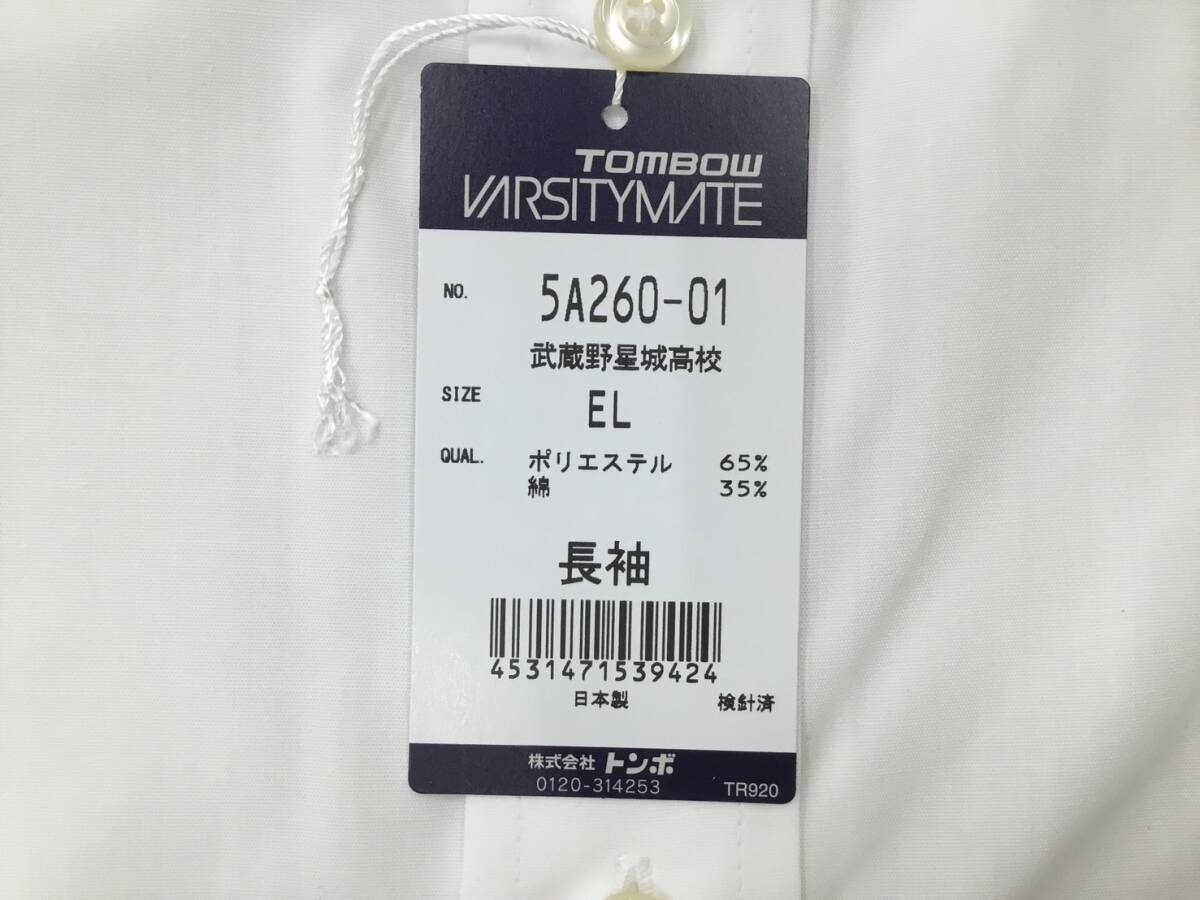 TOMBOW
VARSITYMATE
NO. 5A260-01
武蔵野星城高校
SIZE EL
QUAL. ポリエステル 65%
綿 35%
長袖
4531471539424
日本製 検針済
株式会社 トンボ
0120-314253 TR920